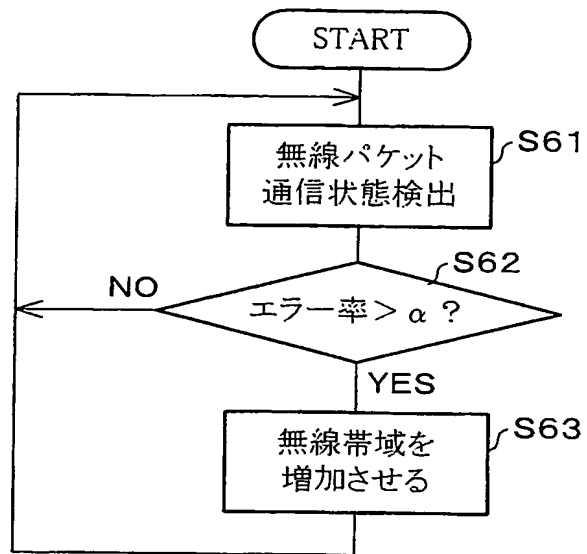 START
無線パケット
通信状態検出
S61
エラー率>α?
S62
NO
YES
無線帯域を
増加させる
S63